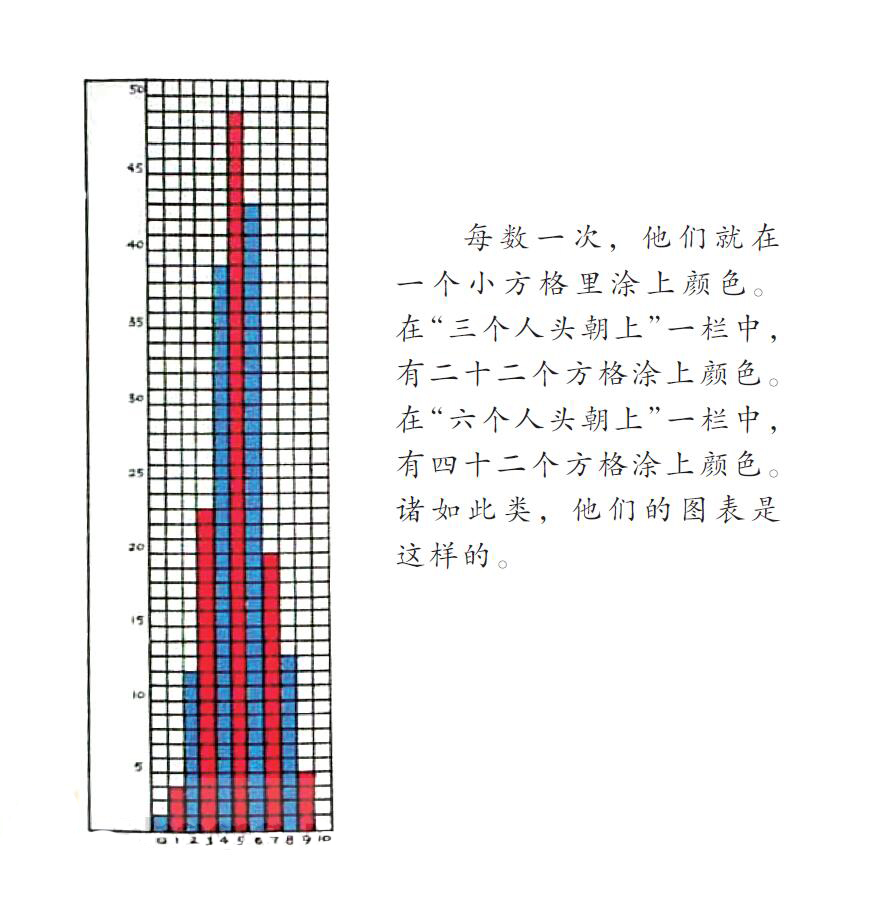 50
45
40
35
30
25
20
15
10
5
0 1 2 3 4 5 6 7 8 9 10
每数一次，他们就在
一个小方格里涂上颜色。
在“三个人头朝上”一栏中，
有二十二个方格涂上颜色。
在“六个人头朝上”一栏中，
有四十二个方格涂上颜色。
诸如此类，他们的图表是
这样的。